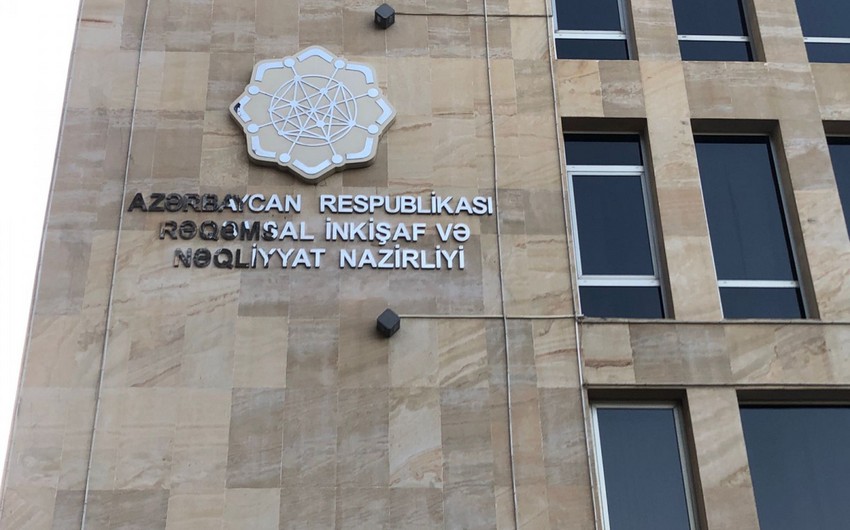 AZƏRBAYCAN RESPUBLİKASI
RƏQƏMSAL İNKİŞAF VƏ
NƏQLİYYAT NAZİRLİYİ